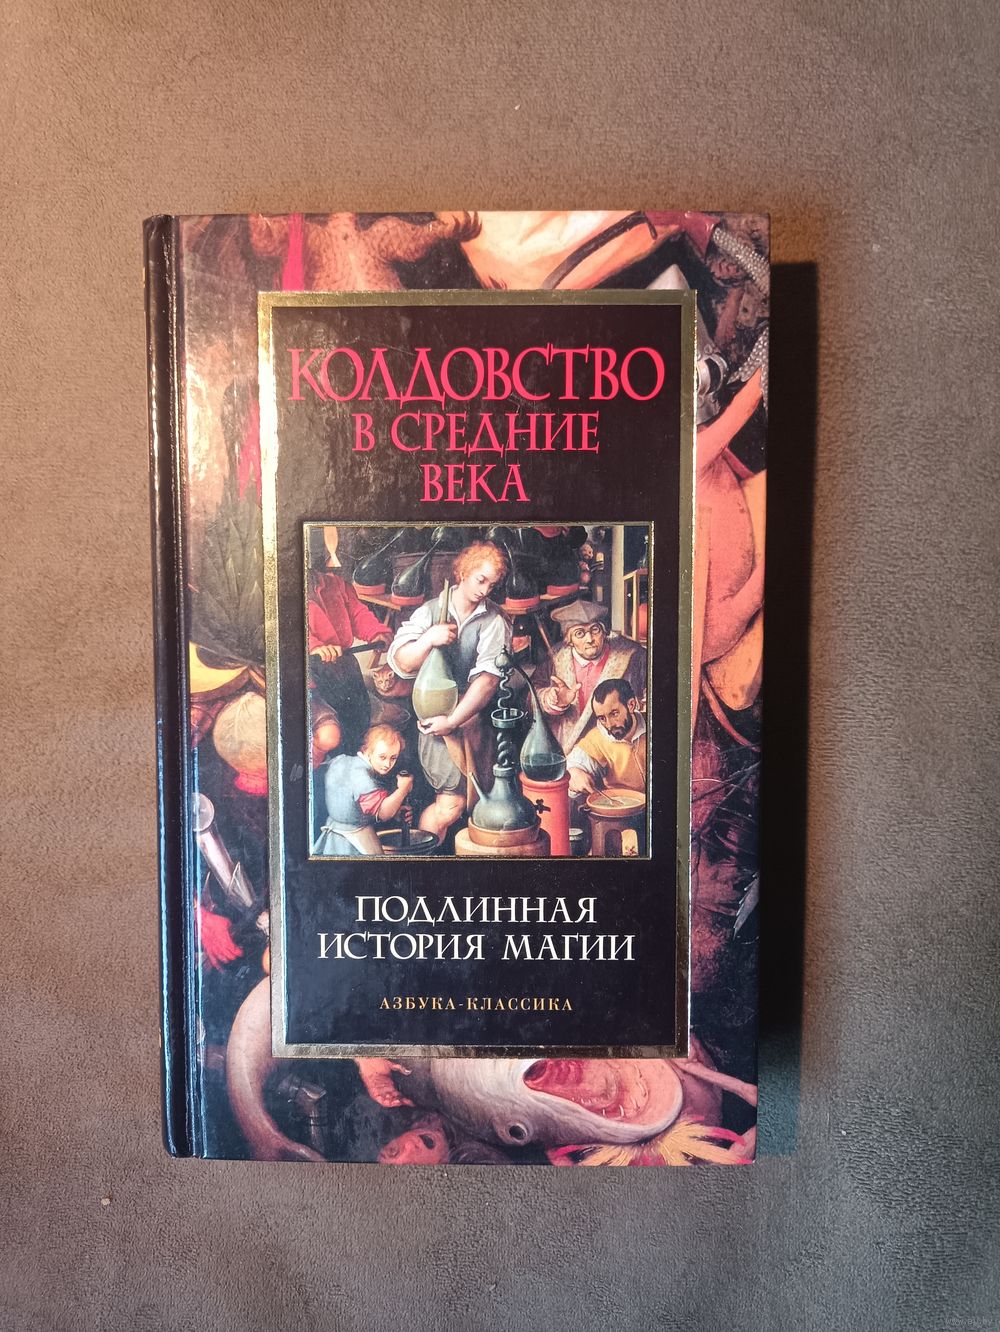 КОЛДОВСТВО
В СРЕДНИЕ
ВЕКА
ПОДЛИННАЯ
ИСТОРИЯ МАГИИ
АЗБУКА-КЛАССИКА